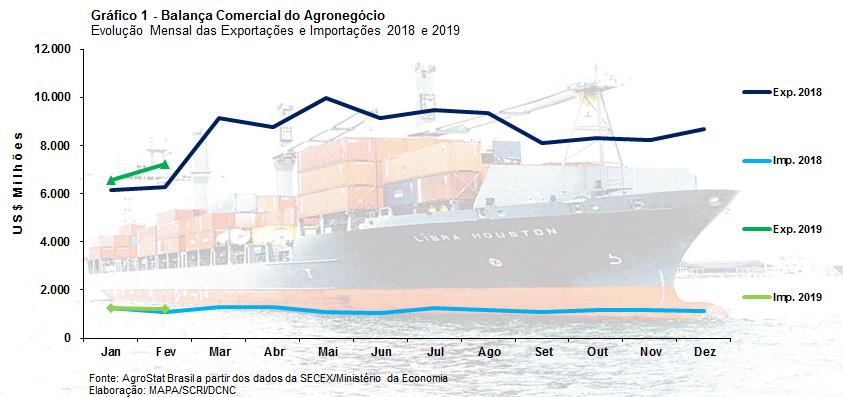 Gráfico 1 - Balança Comercial do Agronegócio
Evolução Mensal das Exportações e Importações 2018 e 2019
US$ Milhões
12.000
10.000
8.000
6.000
4.000
2.000
0
Jan Fev Mar Abr Mai Jun Jul Ago Set Out Nov Dez
Exp. 2018
Imp. 2018
Exp. 2019
Imp. 2019
LIBRA HOUSTON
Fonte: AgroStat Brasil a partir dos dados da SECEX/Ministério da Economia
Elaboração: MAPA/SCRI/DCNC